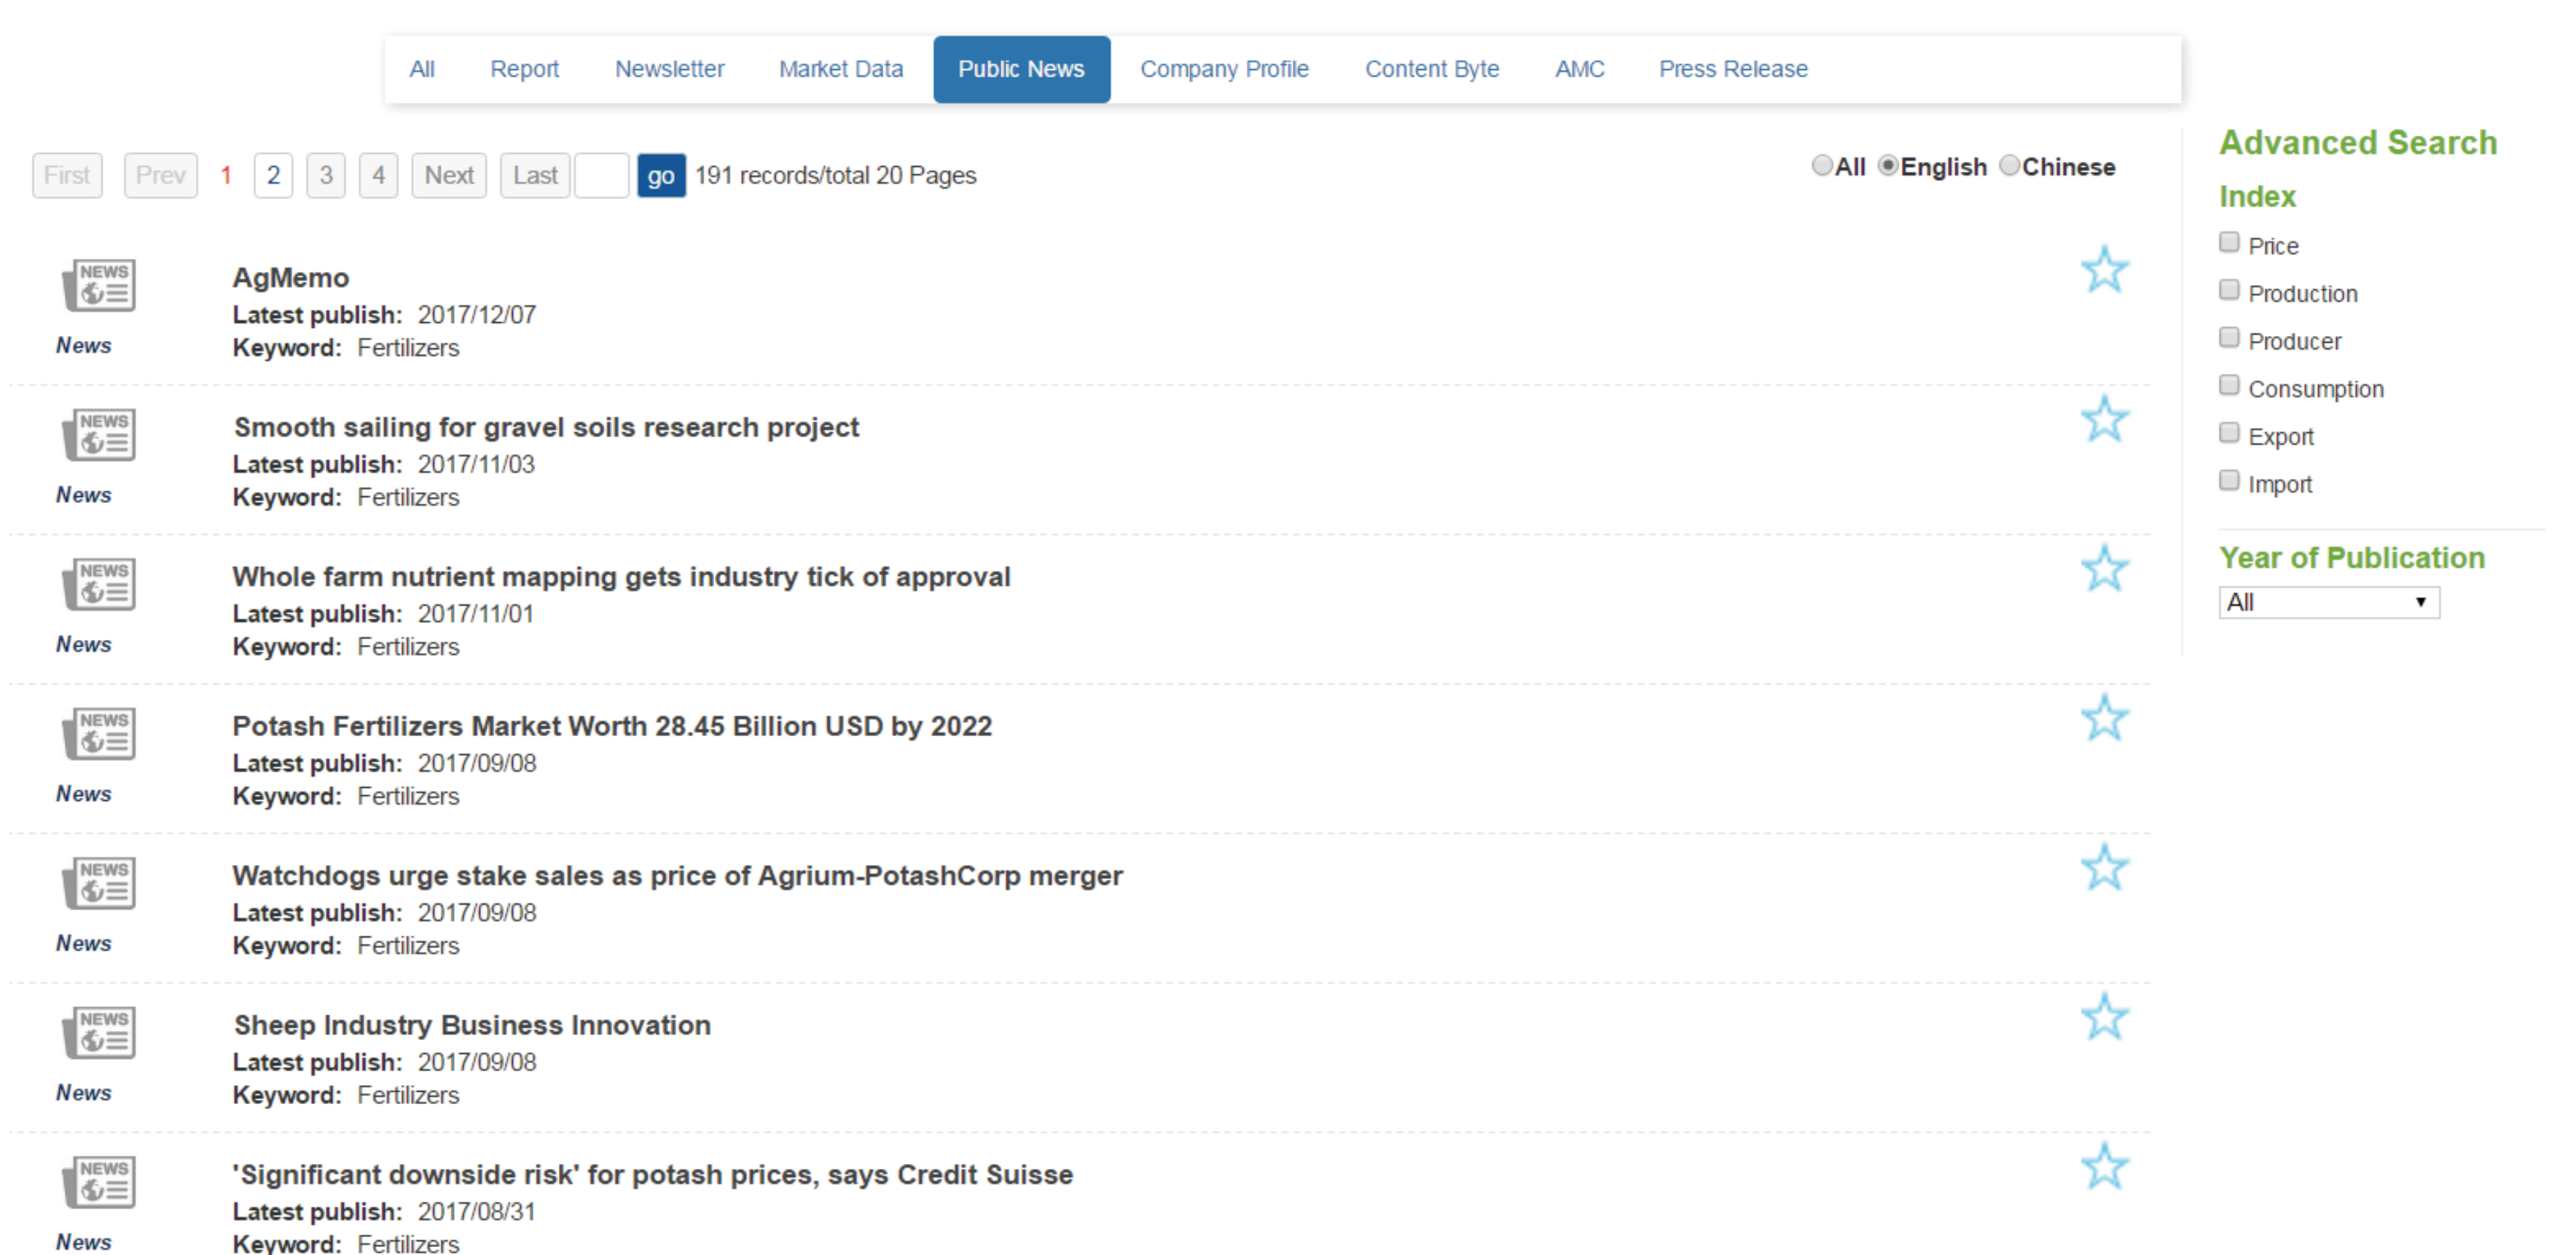 All Report Newsletter Market Data Public News Company Profile Content Byte AMC Press Release
First Prev 1 2 3 4 Next Last go 191 records/total 20 Pages
All English Chinese
NEWS
News
AgMemo
Latest publish: 2017/12/07
Keyword: Fertilizers
NEWS
News
Smooth sailing for gravel soils research project
Latest publish: 2017/11/03
Keyword: Fertilizers
NEWS
News
Whole farm nutrient mapping gets industry tick of approval
Latest publish: 2017/11/01
Keyword: Fertilizers
NEWS
News
Potash Fertilizers Market Worth 28.45 Billion USD by 2022
Latest publish: 2017/09/08
Keyword: Fertilizers
NEWS
News
Watchdogs urge stake sales as price of Agrium-PotashCorp merger
Latest publish: 2017/09/08
Keyword: Fertilizers
NEWS
News
Sheep Industry Business Innovation
Latest publish: 2017/09/08
Keyword: Fertilizers
NEWS
News
'Significant downside risk' for potash prices, says Credit Suisse
Latest publish: 2017/08/31
Keyword: Fertilizers
Advanced Search
Index
Price
Production
Producer
Consumption
Export
Import
Year of Publication
All